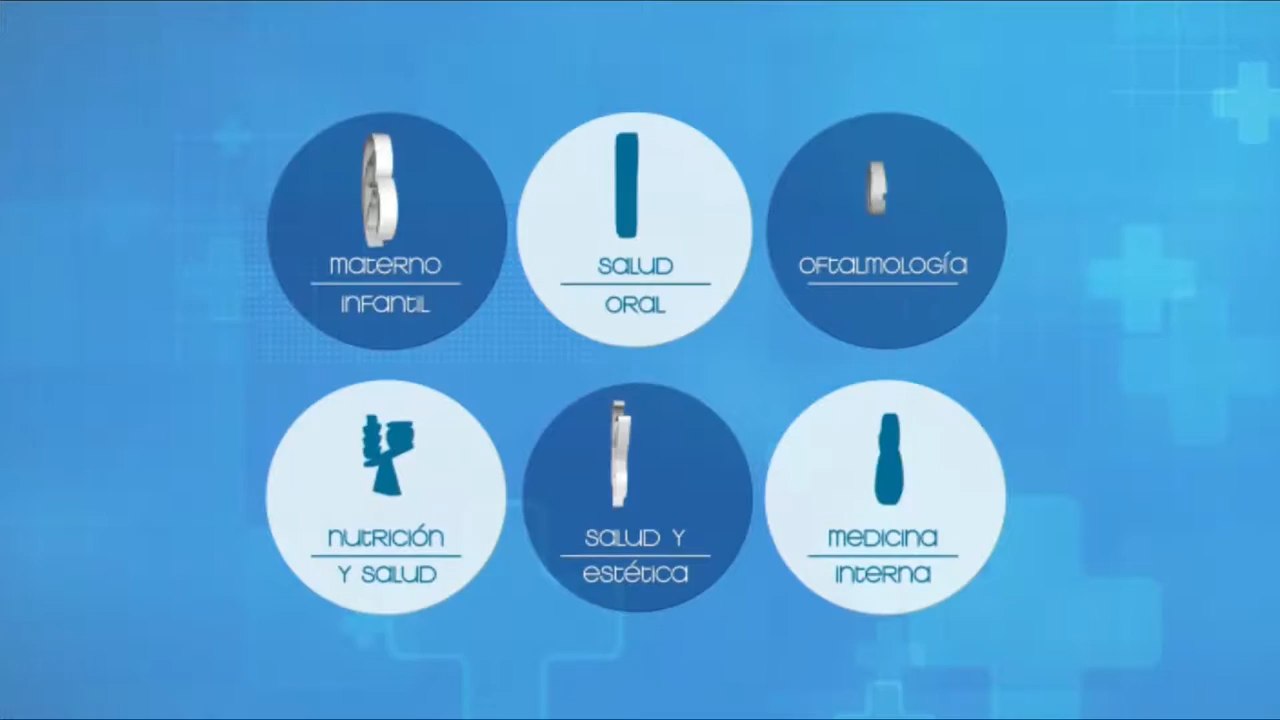 MATERNO
INFANTIL
SALUD
ORAL
OFTALMOLOGÍA
NUTRICIÓN
Y SALUD
SALUD Y
ESTÉTICA
MEDICINA
INTERNA